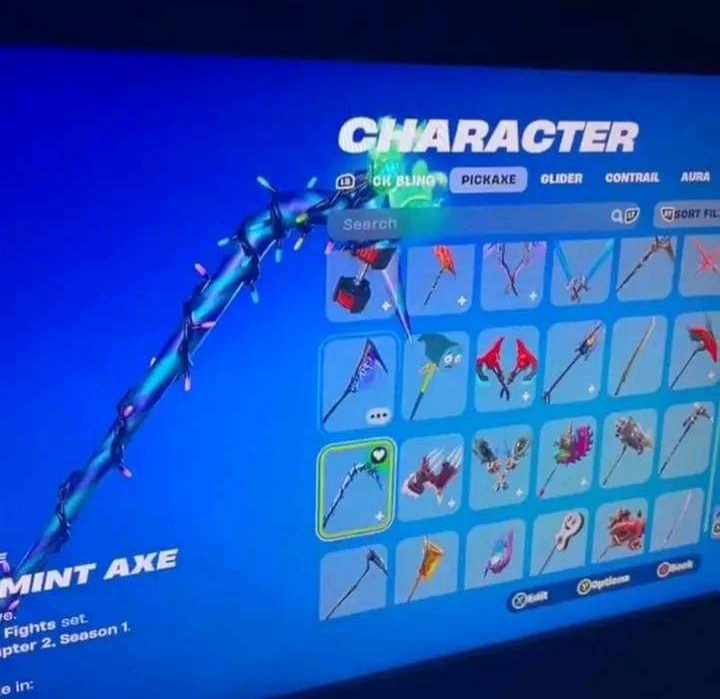 CHARACTER
LB CK BLING PICKAXE GLIDER CONTRAIL AURA
Search
SORT FIL
MINT AXE
Fights set.
pter 2, Season 1.
e in:
Edit Options Back